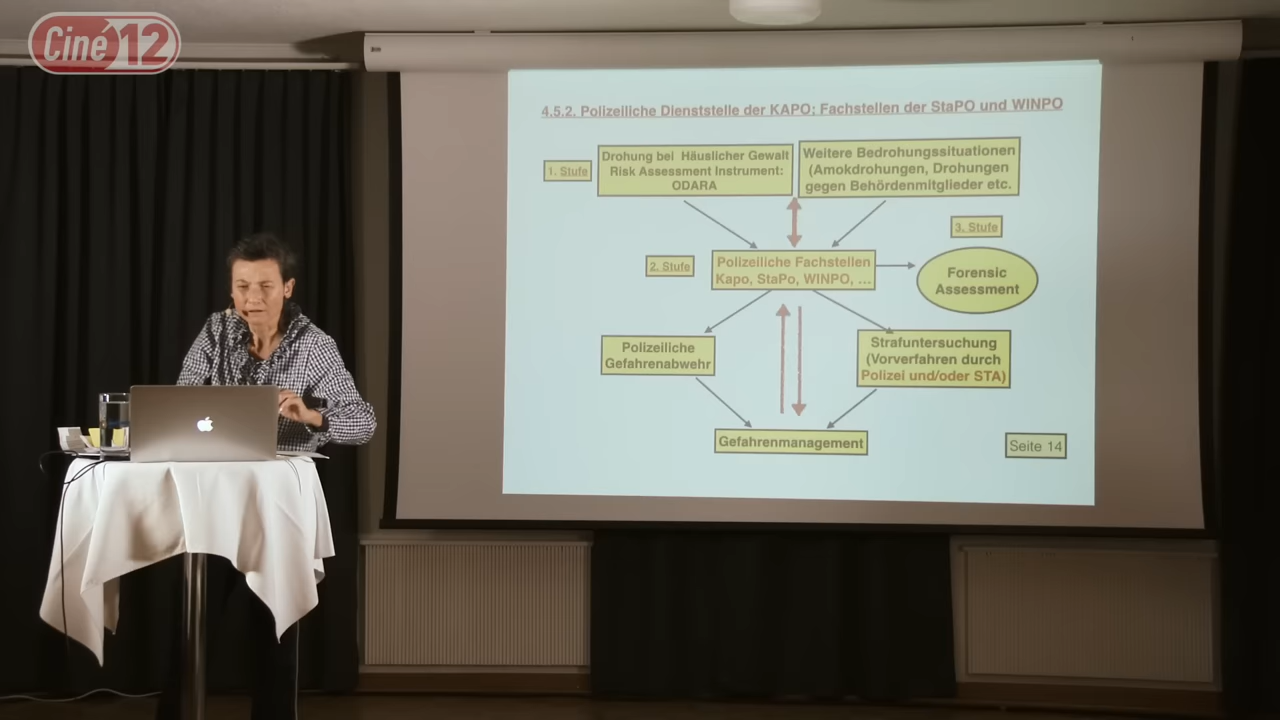 Ciné12
4.5.2. Polizeiliche Dienststelle der KAPO; Fachstellen der StaPO und WINPO
1. Stufe
Drohung bei Häuslicher Gewalt
Risk Assessment Instrument:
ODARA
Weitere Bedrohungssituationen
(Amokdrohungen, Drohungen
gegen Behördenmitglieder etc.
3. Stufe
2. Stufe
Polizeiliche Fachstellen
Kapo, StaPo, WINPO, ...
Forensic
Assessment
Polizeiliche
Gefahrenabwehr
Strafuntersuchung
(Vorverfahren durch
Polizei und/oder STA)
Gefahrenmanagement
Seite 14